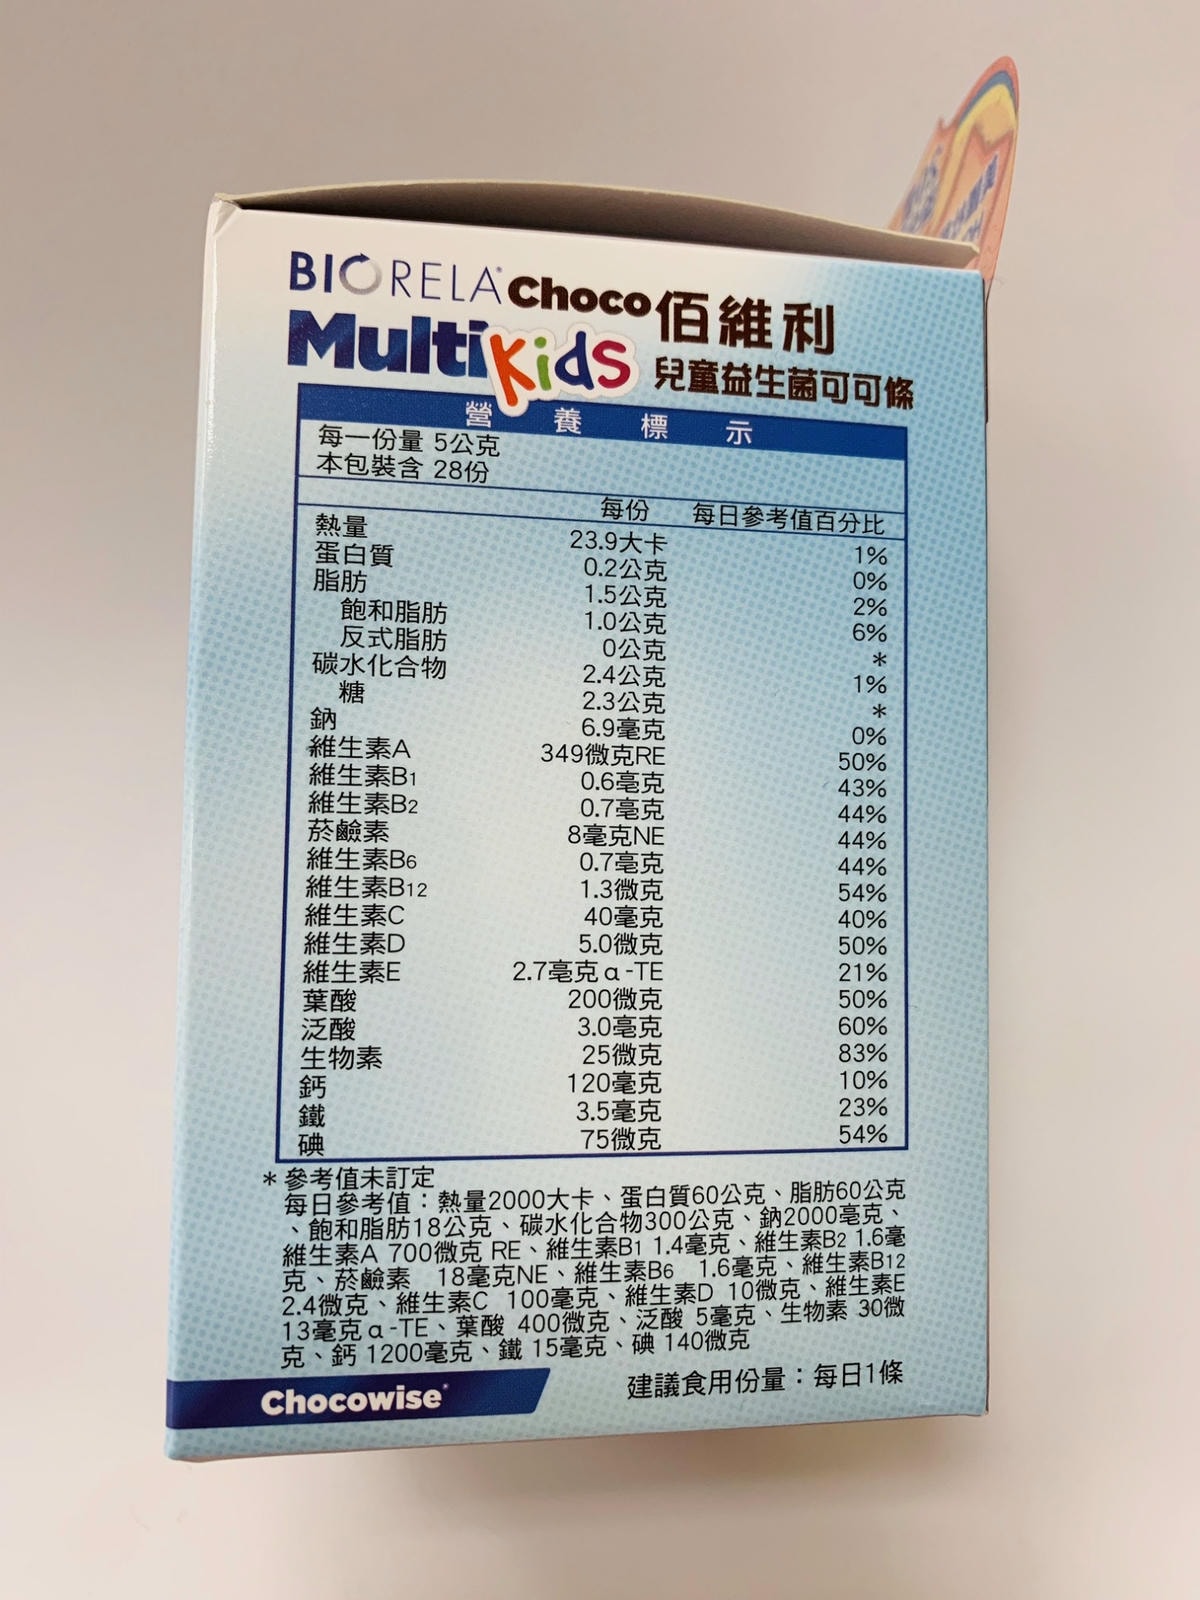 BIORELA® Choco 佰維利
MultiKids 兒童益生菌可可條
營養標示
每一份量 5公克
本包裝含 28份
每份 每日參考值百分比
熱量 23.9大卡 1%
蛋白質 0.2公克 0%
脂肪 1.5公克 2%
飽和脂肪 1.0公克 6%
反式脂肪 0公克 *
碳水化合物 2.4公克 1%
糖 2.3公克 *
鈉 6.9毫克 0%
維生素A 349微克RE 50%
維生素B1 0.6毫克 43%
維生素B2 0.7毫克 44%
菸鹼素 8毫克NE 44%
維生素B6 0.7毫克 44%
維生素B12 1.3微克 54%
維生素C 40毫克 40%
維生素D 5.0微克 50%
維生素E 2.7毫克α-TE 21%
葉酸 200微克 50%
泛酸 3.0毫克 60%
生物素 25微克 83%
鈣 120毫克 10%
鐵 3.5毫克 23%
碘 75微克 54%
* 參考值未訂定
每日參考值：熱量2000大卡、蛋白質60公克、脂肪60公克
、飽和脂肪18公克、碳水化合物300公克、鈉2000毫克、
維生素A 700微克 RE、維生素B1 1.4毫克、維生素B2 1.6毫
克、菸鹼素 18毫克NE、維生素B6 1.6毫克、維生素B12
2.4微克、維生素C 100毫克、維生素D 10微克、維生素E
13毫克α-TE、葉酸 400微克、泛酸 5毫克、生物素 30微
克、鈣 1200毫克、鐵 15毫克、碘 140微克
建議食用份量：每日1條
Chocowise®